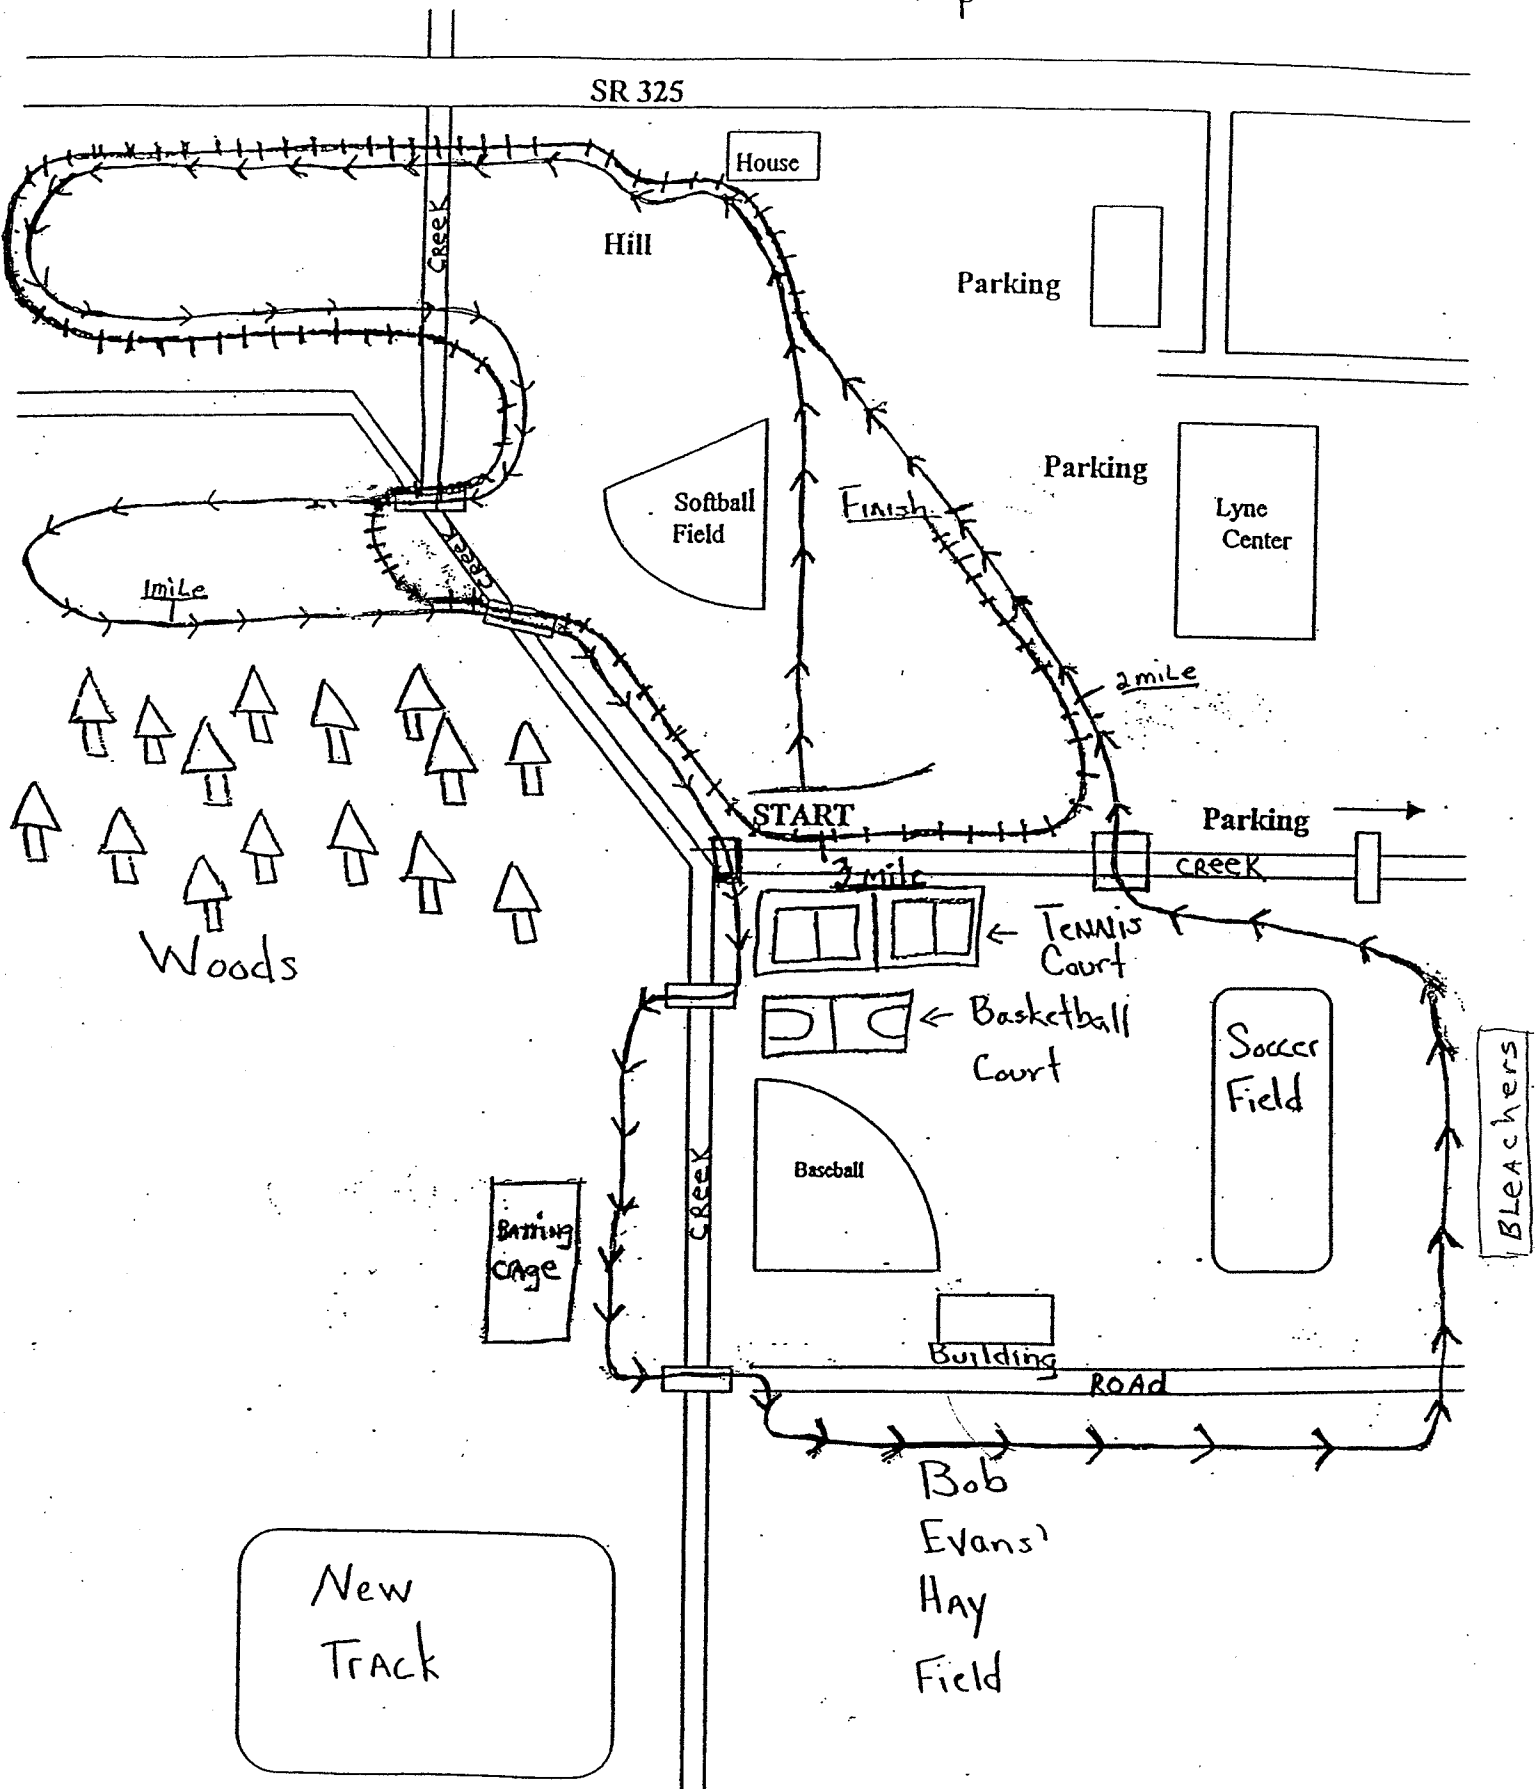 SR 325
House
CReeK
Hill
Parking
Parking
Softball
Field
Finish
Lyne
Center
CReeK
1miLe
2miLe
START
Parking
CReeK
3 mile
Woods
Tennis
Court
Basketball
Court
Soccer
Field
BLeAchers
Baseball
CReeK
BATTing
CAge
Building
ROAd
Bob
Evans'
HAY
Field
New
TrAck